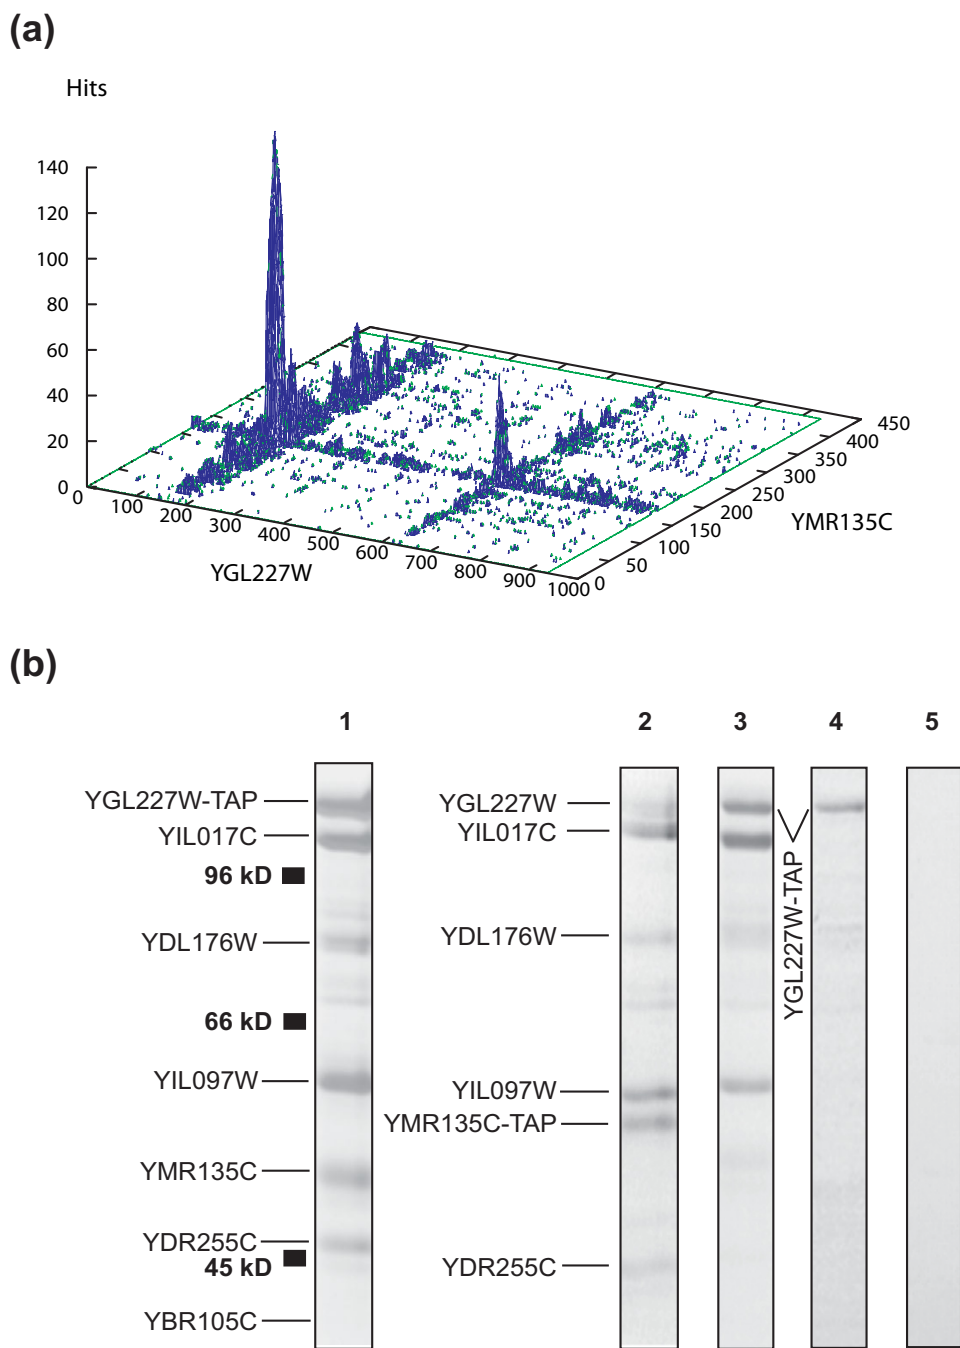 (a)
Hits
140
120
100
80
60
40
20
0
0 100 200 300 400 500 600 700 800 900 1000
YGL227W
0 50 100 150 200 250 300 350 400 450
YMR135C
(b)
1 2 3 4 5
YGL227W-TAP
YIL017C
96 kD
YDL176W
66 kD
YIL097W
YMR135C
YDR255C
45 kD
YBR105C
YGL227W
YIL017C
YDL176W
YIL097W
YMR135C-TAP
YDR255C
YGL227W-TAP